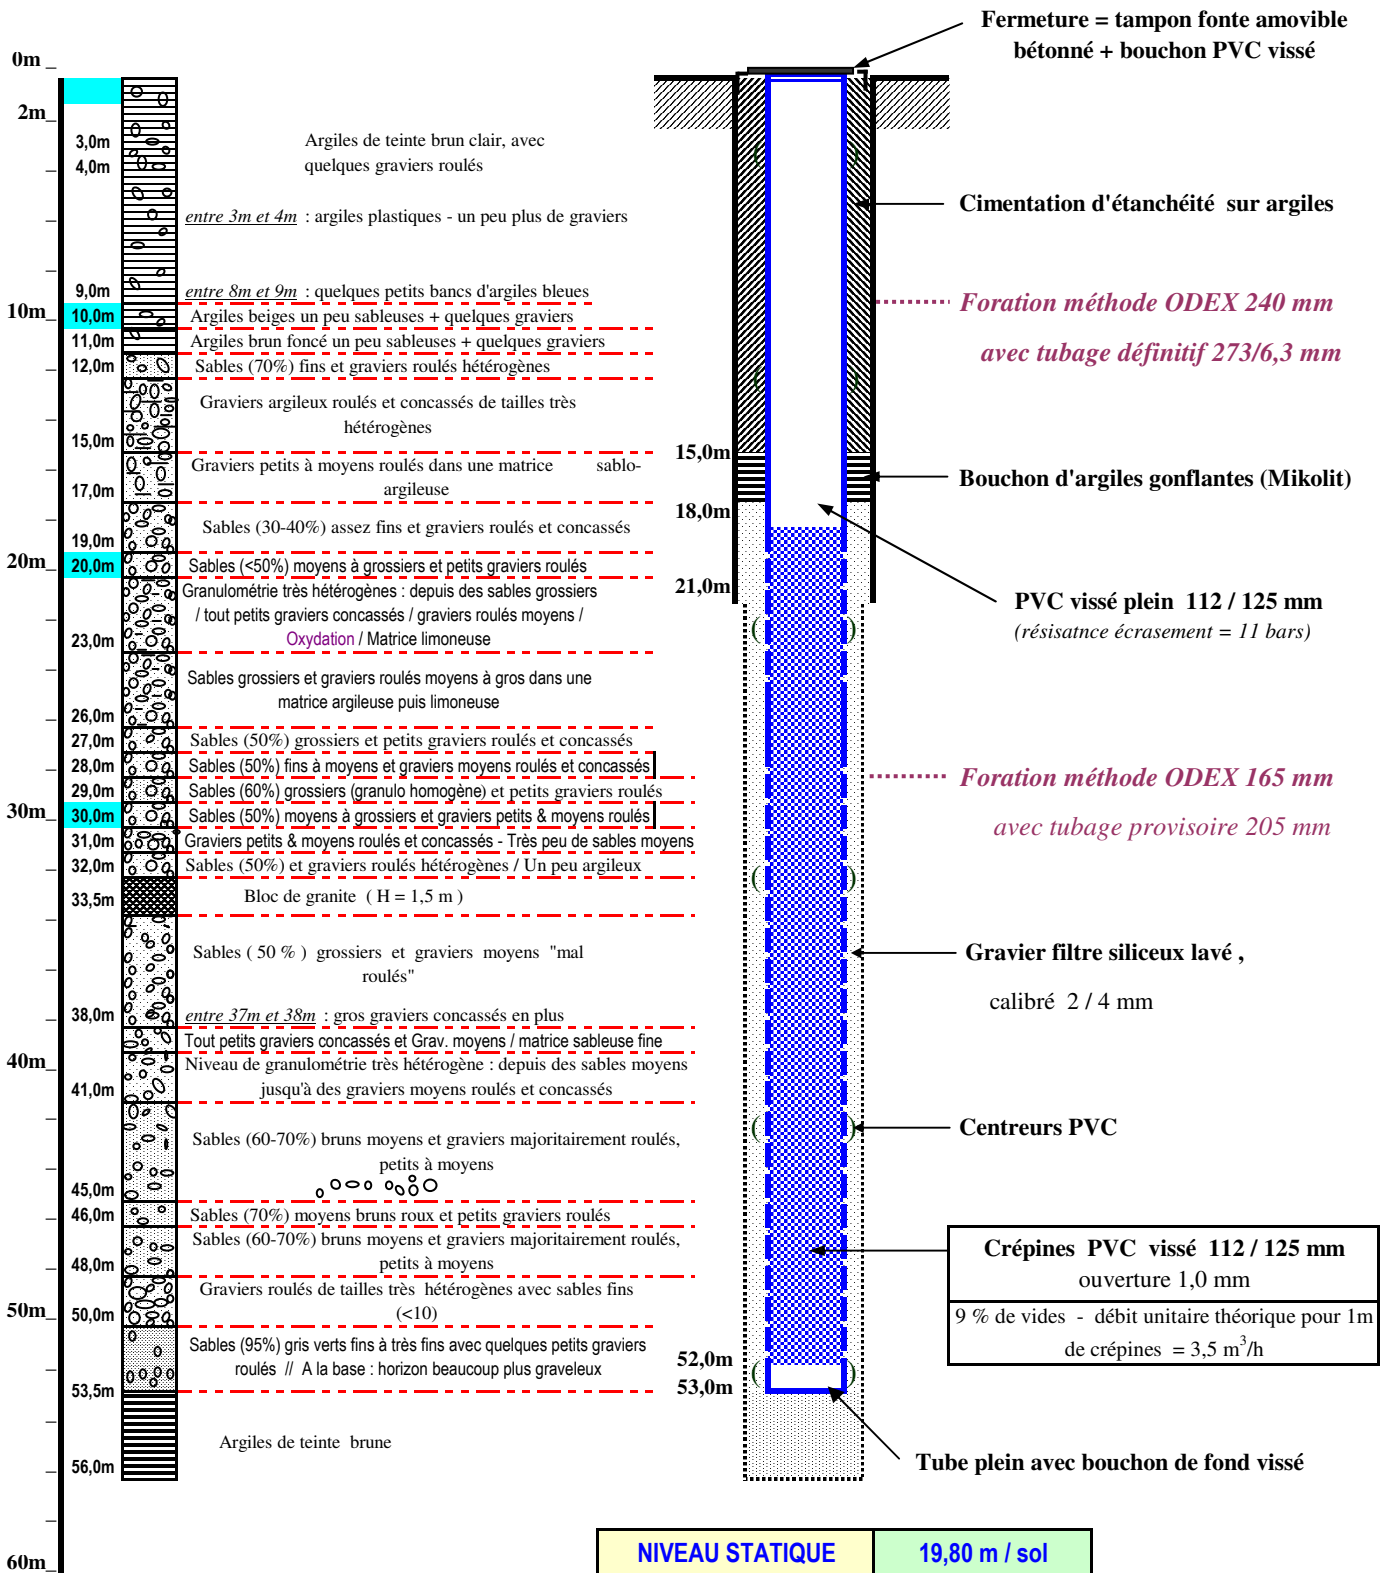 Fermeture = tampon fonte amovible
bétonné + bouchon PVC vissé
0m
2m
3,0m
4,0m
Argiles de teinte brun clair, avec
quelques graviers roulés
entre 3m et 4m : argiles plastiques - un peu plus de graviers
Cimentation d'étanchéité sur argiles
9,0m
entre 8m et 9m : quelques petits bancs d'argiles bleues
10m
10,0m
Argiles beiges un peu sableuses + quelques graviers
Foration méthode ODEX 240 mm
avec tubage définitif 273/6,3 mm
11,0m
Argiles brun foncé un peu sableuses + quelques graviers
12,0m
Sables (70%) fins et graviers roulés hétérogènes
Graviers argileux roulés et concassés de tailles très
hétérogènes
15,0m
15,0m
Graviers petits à moyens roulés dans une matrice sablo-
argileuse
17,0m
Bouchon d'argiles gonflantes (Mikolit)
18,0m
Sables (30-40%) assez fins et graviers roulés et concassés
19,0m
20m
20,0m
Sables (<50%) moyens à grossiers et petits graviers roulés
21,0m
Granulométrie très hétérogènes : depuis des sables grossiers
/ tout petits graviers concassés / graviers roulés moyens /
Oxydation / Matrice limoneuse
23,0m
PVC vissé plein 112 / 125 mm
(résisatnce écrasement = 11 bars)
Sables grossiers et graviers roulés moyens à gros dans une
matrice argileuse puis limoneuse
26,0m
27,0m
Sables (50%) grossiers et petits graviers roulés et concassés
28,0m
Sables (50%) fins à moyens et graviers moyens roulés et concassés
29,0m
Sables (60%) grossiers (granulo homogène) et petits graviers roulés
Foration méthode ODEX 165 mm
avec tubage provisoire 205 mm
30m
30,0m
Sables (50%) moyens à grossiers et graviers petits & moyens roulés
31,0m
Graviers petits & moyens roulés et concassés - Très peu de sables moyens
32,0m
Sables (50%) et graviers roulés hétérogènes / Un peu argileux
33,5m
Bloc de granite ( H = 1,5 m )
Sables ( 50 % ) grossiers et graviers moyens "mal
roulés"
Gravier filtre siliceux lavé ,
calibré 2 / 4 mm
38,0m
entre 37m et 38m : gros graviers concassés en plus
Tout petits graviers concassés et Grav. moyens / matrice sableuse fine
40m
Niveau de granulométrie très hétérogène : depuis des sables moyens
jusqu'à des graviers moyens roulés et concassés
41,0m
Centreurs PVC
Sables (60-70%) bruns moyens et graviers majoritairement roulés,
petits à moyens
45,0m
46,0m
Sables (70%) moyens bruns roux et petits graviers roulés
Sables (60-70%) bruns moyens et graviers majoritairement roulés,
petits à moyens
48,0m
Crépines PVC vissé 112 / 125 mm
ouverture 1,0 mm
9 % de vides - débit unitaire théorique pour 1m
de crépines = 3,5 m³/h
Graviers roulés de tailles très hétérogènes avec sables fins
(<10)
50m
50,0m
Sables (95%) gris verts fins à très fins avec quelques petits graviers
roulés // A la base : horizon beaucoup plus graveleux
52,0m
53,0m
53,5m
Argiles de teinte brune
56,0m
Tube plein avec bouchon de fond vissé
NIVEAU STATIQUE
19,80 m / sol
60m